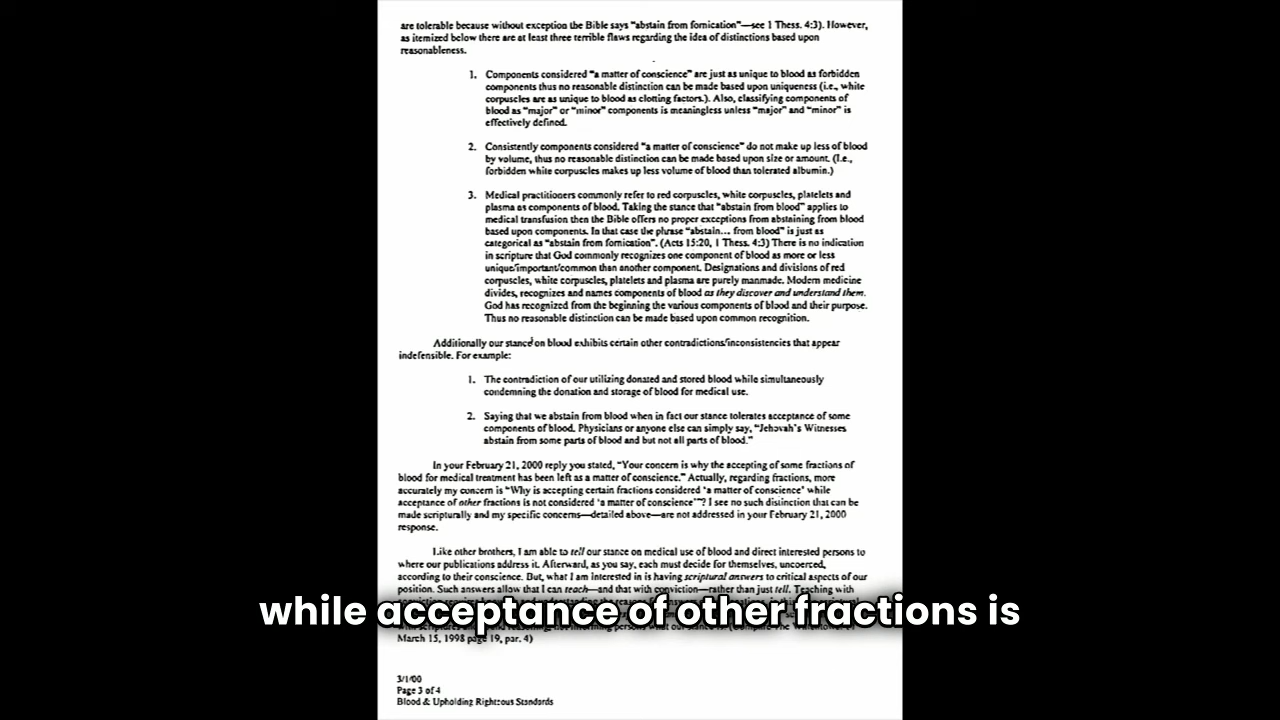 are tolerable because without exception the Bible says "abstain from fornication"—see 1 Thess. 4:3). However,
as itemized below there are at least three terrible flaws regarding the idea of distinctions based upon
reasonableness.
1. Components considered "a matter of conscience" are just as unique to blood as forbidden
components thus no reasonable distinction can be made based upon uniqueness (i.e., white
corpuscles are as unique to blood as clotting factors.). Also, classifying components of
blood as "major" or "minor" components is meaningless unless "major" and "minor" is
effectively defined.
2. Consistently components considered "a matter of conscience" do not make up less of blood
by volume, thus no reasonable distinction can be made based upon size or amount. (I.e.,
forbidden white corpuscles makes up less volume of blood than tolerated albumin.)
3. Medical practitioners commonly refer to red corpuscles, white corpuscles, platelets and
plasma as components of blood. Taking the stance that "abstain from blood" applies to
medical transfusion then the Bible offers no proper exceptions from abstaining from blood
based upon components. In that case the phrase "abstain... from blood" is just as
categorical as "abstain from fornication". (Acts 15:20, 1 Thess. 4:3) There is no indication
in scripture that God commonly recognizes one component of blood as more or less
unique/important/common than another component. Designations and divisions of red
corpuscles, white corpuscles, platelets and plasma are purely manmade. Modern medicine
divides, recognizes and names components of blood as they discover and understand them.
God has recognized from the beginning the various components of blood and their purpose.
Thus no reasonable distinction can be made based upon common recognition.
Additionally our stance on blood exhibits certain other contradictions/inconsistencies that appear
indefensible. For example:
1. The contradiction of our utilizing donated and stored blood while simultaneously
condemning the donation and storage of blood for medical use.
2. Saying that we abstain from blood when in fact our stance tolerates acceptance of some
components of blood. Physicians or anyone else can simply say, "Jehovah's Witnesses
abstain from some parts of blood and but not all parts of blood."
In your February 21, 2000 reply you stated, "Your concern is why the accepting of some fractions of
blood for medical treatment has been left as a matter of conscience." Actually, regarding fractions, more
accurately my concern is "Why is accepting certain fractions considered 'a matter of conscience' while
acceptance of other fractions is not considered 'a matter of conscience'"? I see no such distinction that can be
made scripturally and my specific concerns—detailed above—are not addressed in your February 21, 2000
response.
Like other brothers, I am able to tell our stance on medical use of blood and direct interested persons to
where our publications address it. Afterward, as you say, each must decide for themselves, uncoerced,
according to their conscience. But, what I am interested in is having scriptural answers to critical aspects of our
position. Such answers allow that I can teach—and that with conviction—rather than just tell. Teaching with
while acceptance of other fractions is
March 15, 1998 page 19, par. 4)
3/1/00
Page 3 of 4
Blood & Upholding Righteous Standards